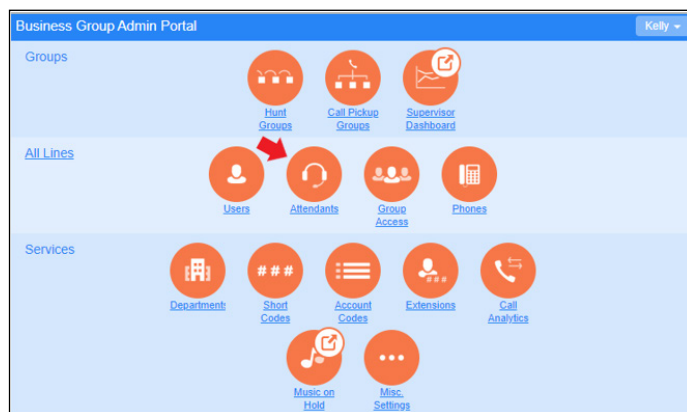 Business Group Admin Portal
Kelly
Groups
Hunt
Groups
Call Pickup
Groups
Supervisor
Dashboard
All Lines
Users
Attendants
Group
Access
Phones
Services
###
###
Departments
Short
Codes
Account
Codes
Extensions
Call
Analytics
Music on
Hold
Misc.
Settings